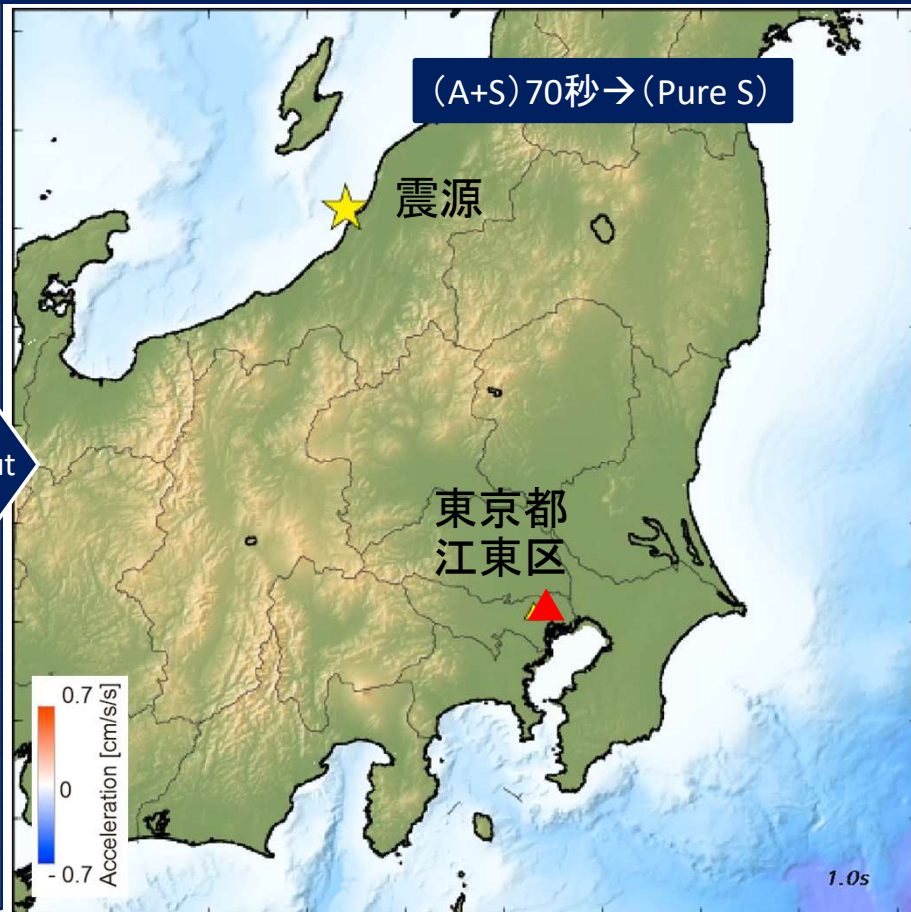 （A+S）70秒→（Pure S）
震源
東京都
江東区
0.7
0
- 0.7
Acceleration [cm/s/s]
1.0s